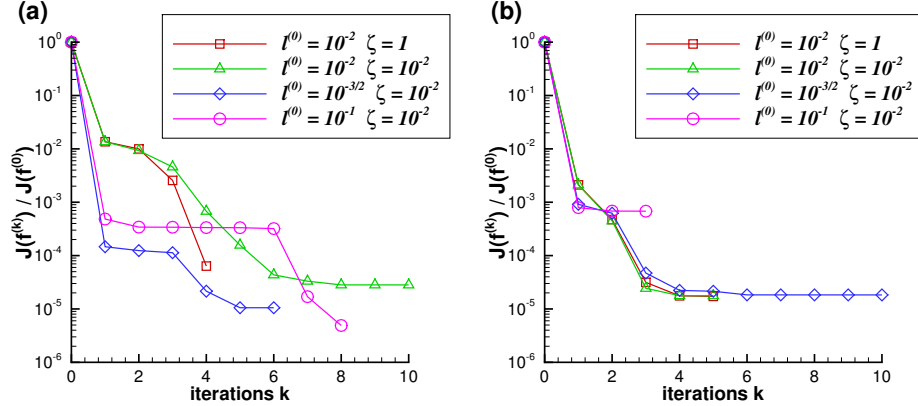 (a)
l^(0) = 10^-2 ζ = 1
l^(0) = 10^-2 ζ = 10^-2
l^(0) = 10^-3/2 ζ = 10^-2
l^(0) = 10^-1 ζ = 10^-2
10^0
10^-1
10^-2
10^-3
10^-4
10^-5
10^-6
J(f^(k)) / J(f^(0))
0 2 4 6 8 10
iterations k
(b)
l^(0) = 10^-2 ζ = 1
l^(0) = 10^-2 ζ = 10^-2
l^(0) = 10^-3/2 ζ = 10^-2
l^(0) = 10^-1 ζ = 10^-2
10^0
10^-1
10^-2
10^-3
10^-4
10^-5
10^-6
J(f^(k)) / J(f^(0))
0 2 4 6 8 10
iterations k